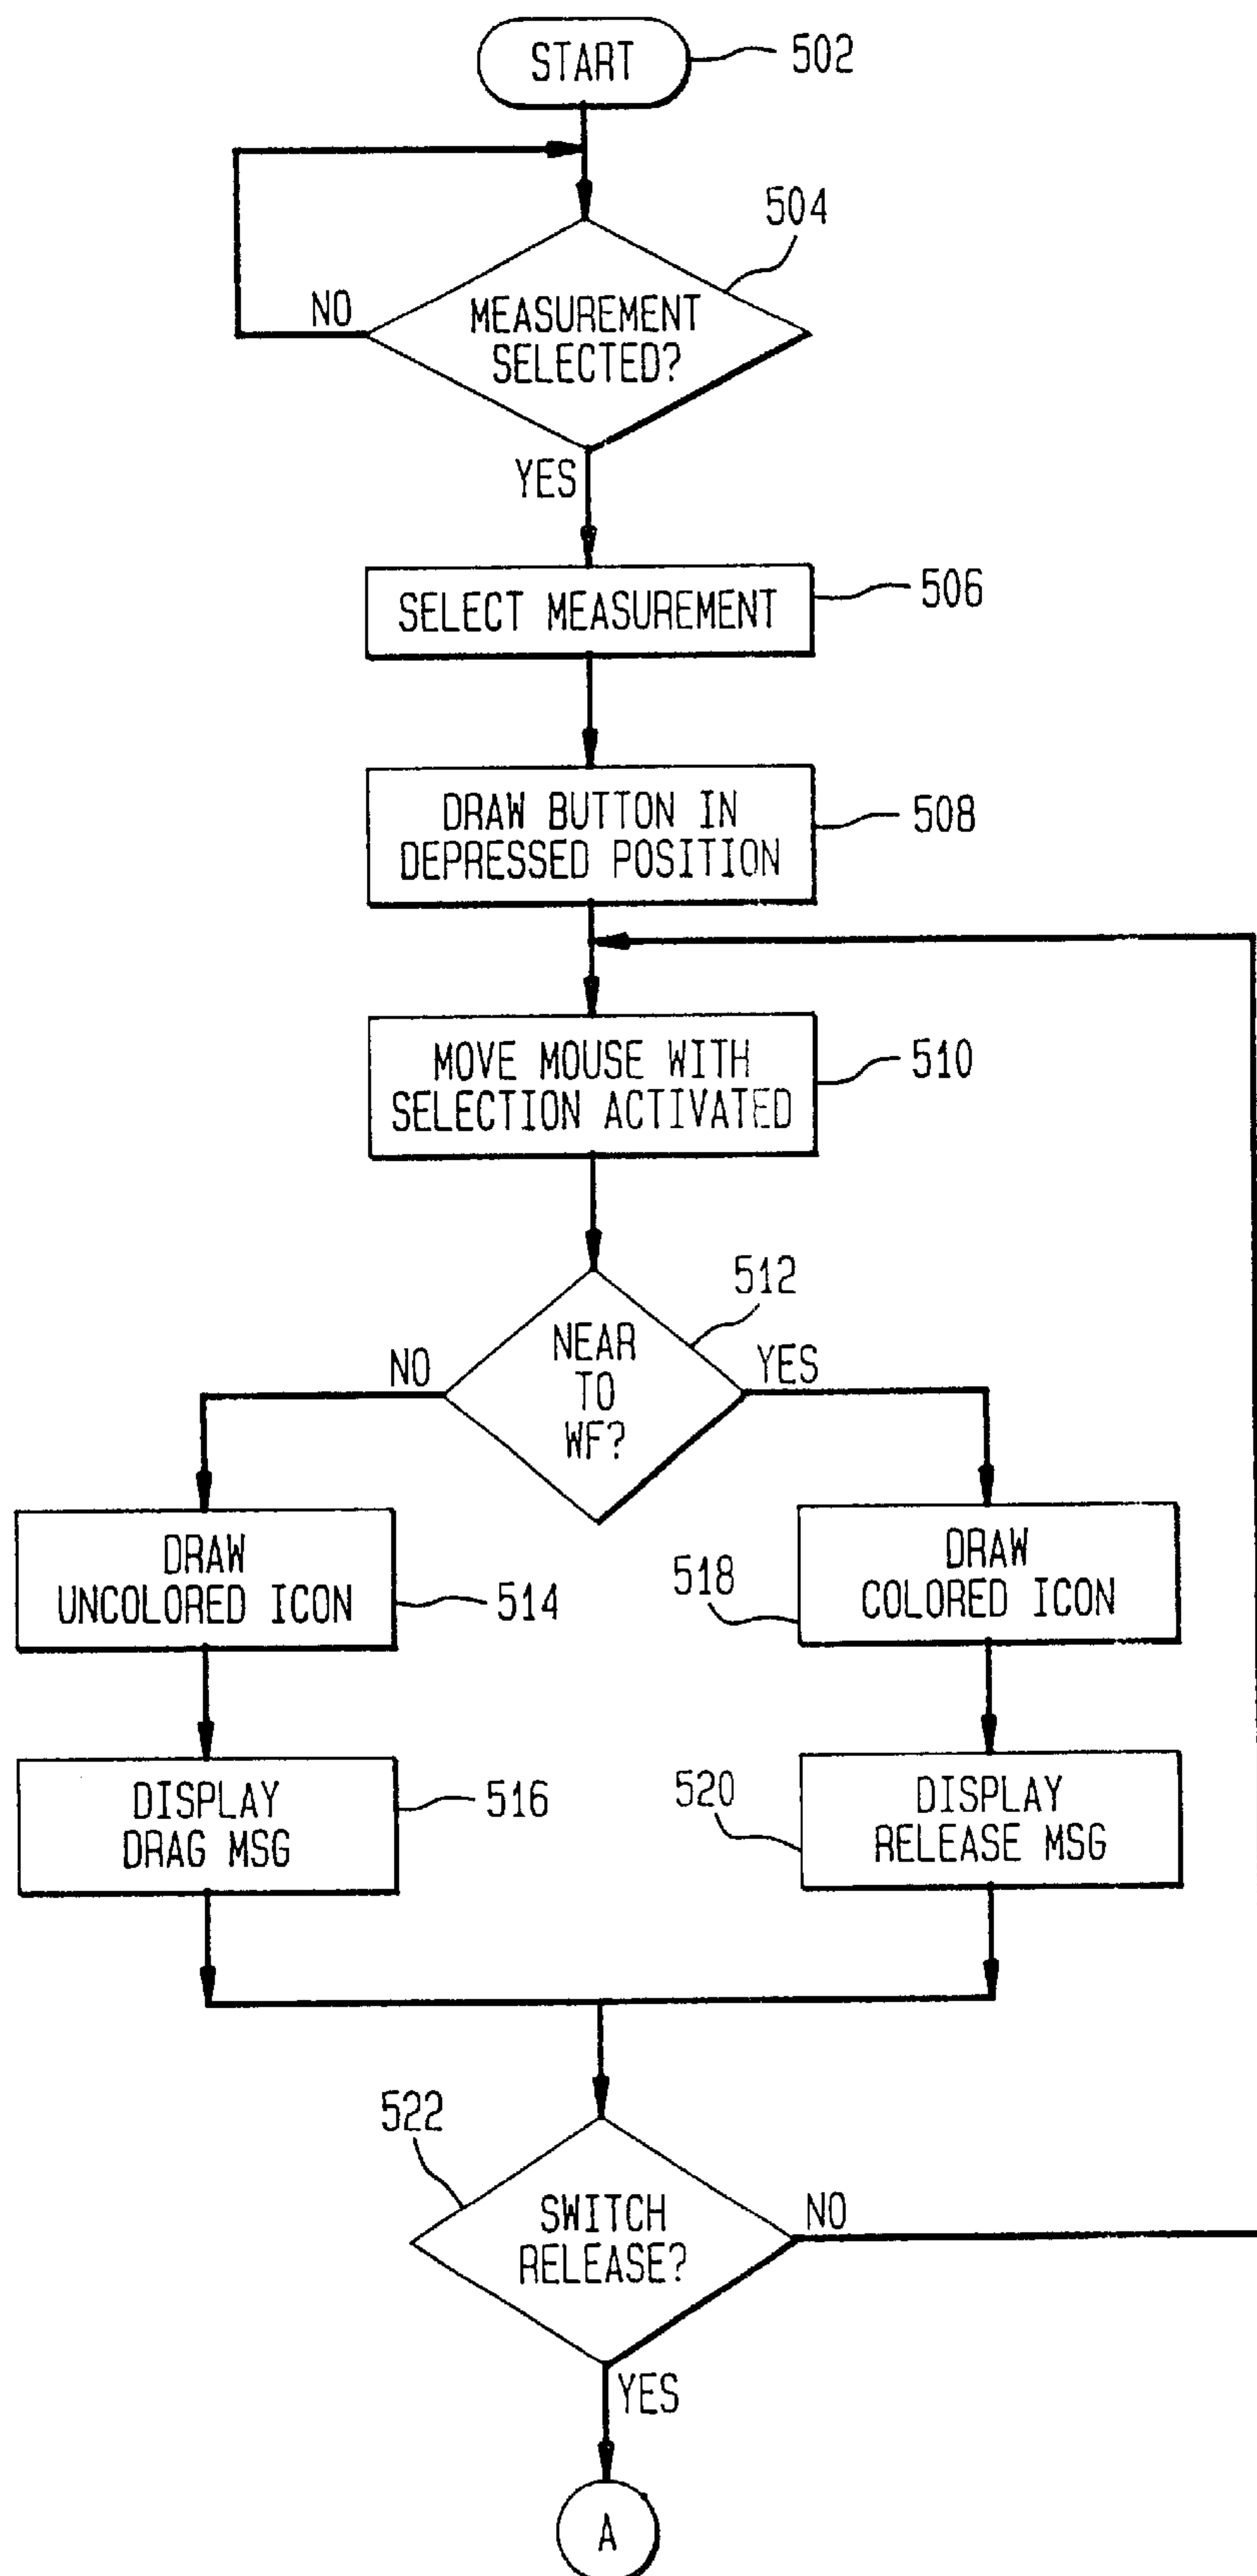 START
502
504
NO
MEASUREMENT
SELECTED?
YES
SELECT MEASUREMENT
506
DRAW BUTTON IN
DEPRESSED POSITION
508
MOVE MOUSE WITH
SELECTION ACTIVATED
510
512
NO
NEAR
TO
WF?
YES
DRAW
UNCOLORED ICON
514
518
DRAW
COLORED ICON
DISPLAY
DRAG MSG
516
520
DISPLAY
RELEASE MSG
522
SWITCH
RELEASE?
NO
YES
A